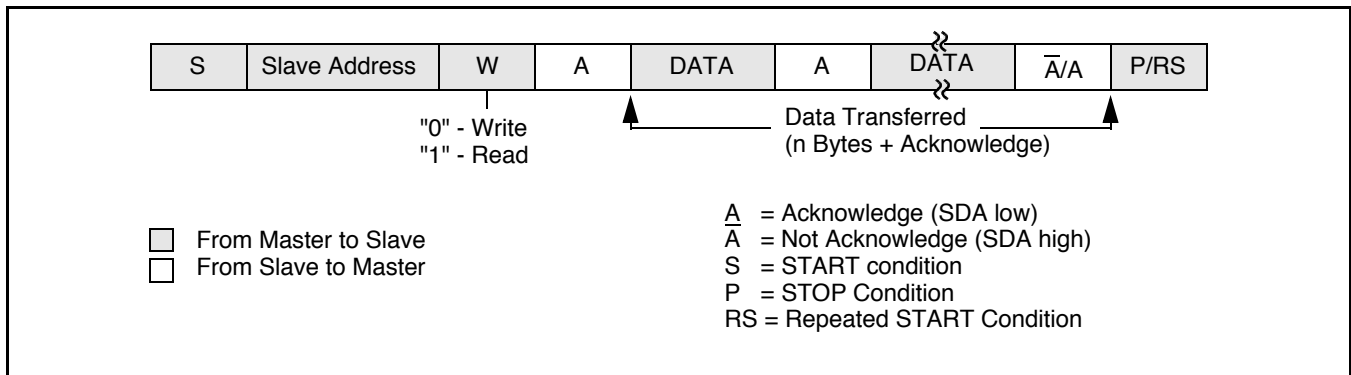 S Slave Address W A DATA A DATA A̅/A P/RS
"0" - Write
"1" - Read
Data Transferred
(n Bytes + Acknowledge)
From Master to Slave
From Slave to Master
A = Acknowledge (SDA low)
A̅ = Not Acknowledge (SDA high)
S = START condition
P = STOP Condition
RS = Repeated START Condition